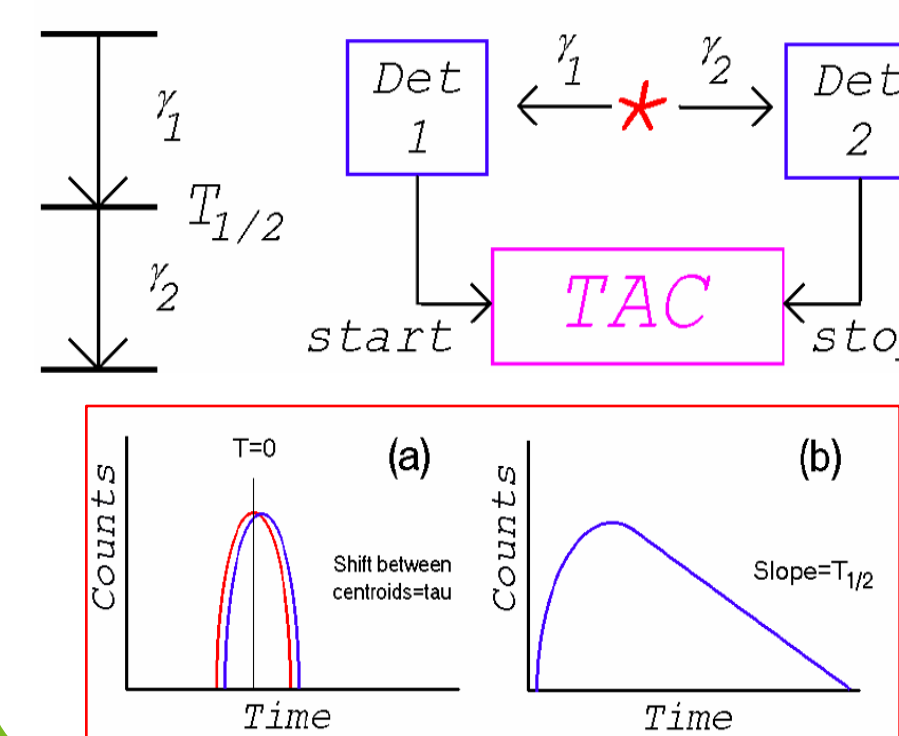 γ1
T1/2
γ2
Det
1
γ1
γ2
Det
2
TAC
start
(a)
T=0
Counts
Shift between
centroids=tau
Time
(b)
Counts
Slope=T1/2
Time